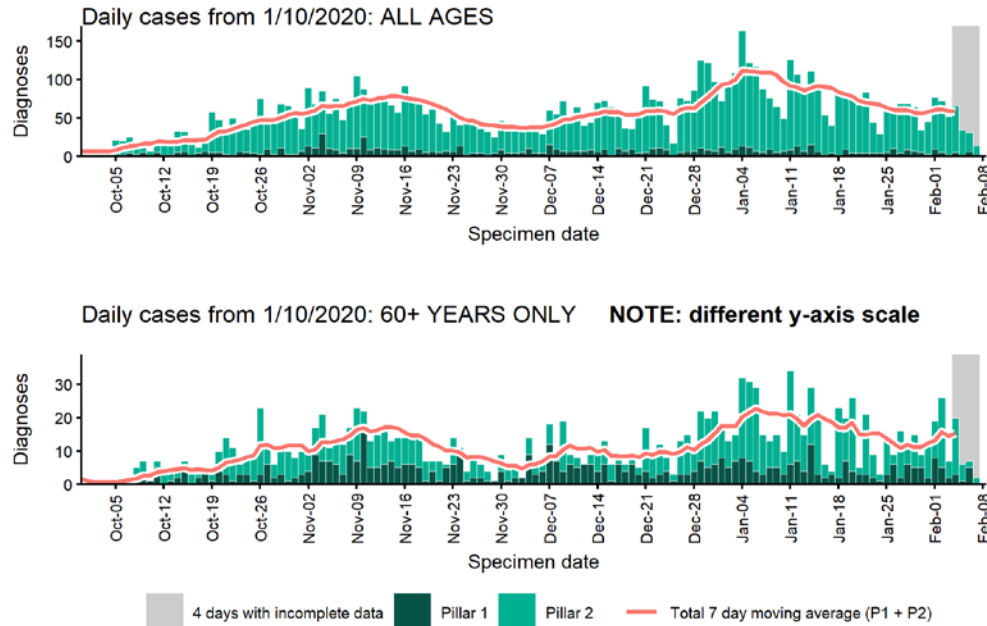 Daily cases from 1/10/2020: ALL AGES
Diagnoses
150
100
50
0
Oct-05
Oct-12
Oct-19
Oct-26
Nov-02
Nov-09
Nov-16
Nov-23
Nov-30
Dec-07
Dec-14
Dec-21
Dec-28
Jan-04
Jan-11
Jan-18
Jan-25
Feb-01
Feb-08
Specimen date
Daily cases from 1/10/2020: 60+ YEARS ONLY NOTE: different y-axis scale
Diagnoses
30
20
10
0
Oct-05
Oct-12
Oct-19
Oct-26
Nov-02
Nov-09
Nov-16
Nov-23
Nov-30
Dec-07
Dec-14
Dec-21
Dec-28
Jan-04
Jan-11
Jan-18
Jan-25
Feb-01
Feb-08
Specimen date
4 days with incomplete data Pillar 1 Pillar 2 Total 7 day moving average (P1 + P2)